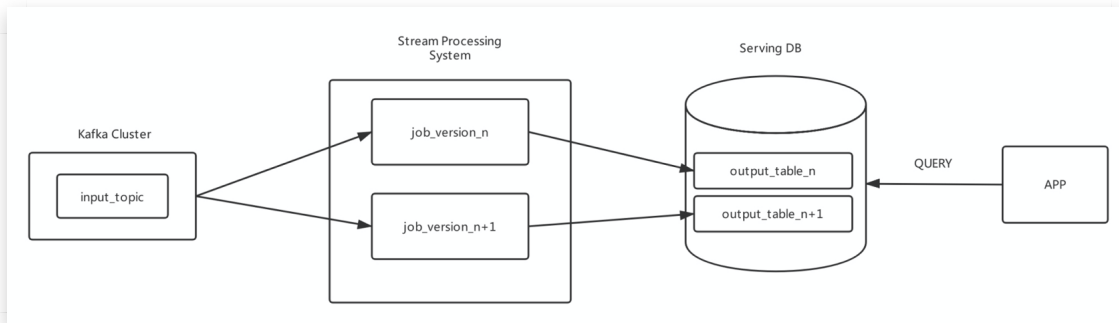 Kafka Cluster
input_topic
Stream Processing
System
job_version_n
job_version_n+1
Serving DB
output_table_n
output_table_n+1
QUERY
APP